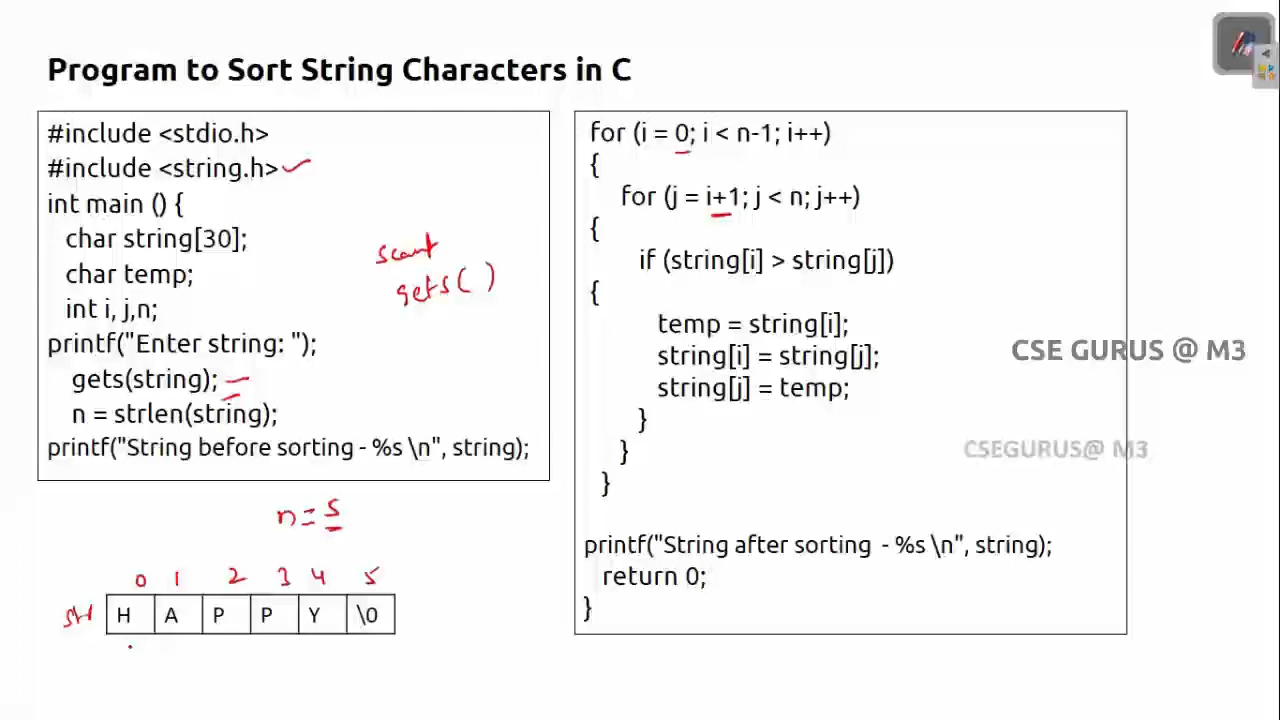 Program to Sort String Characters in C
#include <stdio.h>
#include <string.h>
int main () {
char string[30];
char temp;
int i, j,n;
printf("Enter string: ");
gets(string);
n = strlen(string);
printf("String before sorting - %s \n", string);
scanf
gets( )
n = 5
0 1 2 3 4 5
str H A P P Y \0
for (i = 0; i < n-1; i++)
{
for (j = i+1; j < n; j++)
{
if (string[i] > string[j])
{
temp = string[i];
string[i] = string[j];
string[j] = temp;
}
}
}
printf("String after sorting - %s \n", string);
return 0;
}
CSE GURUS @ M3
CSEGURUS@ M3